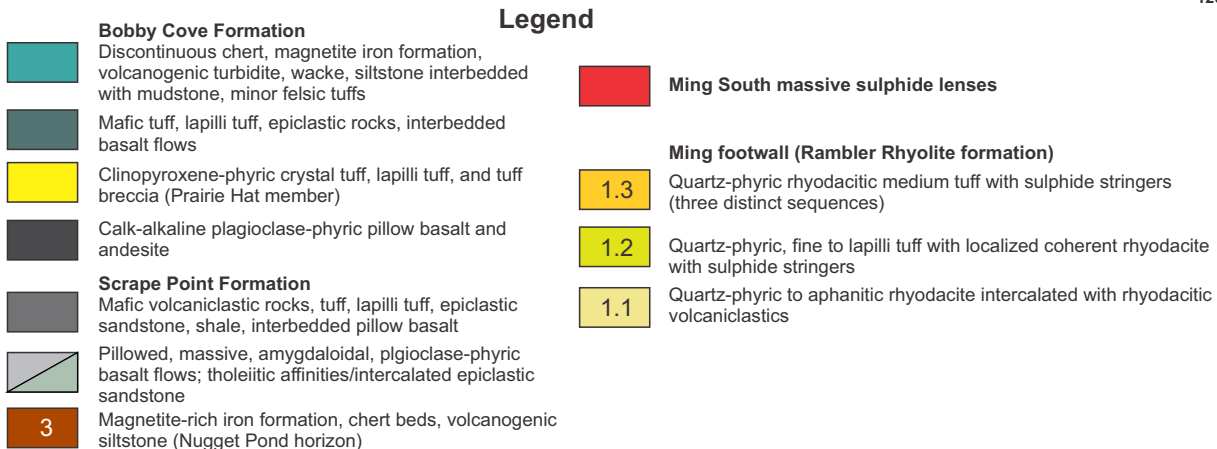 Legend
Bobby Cove Formation
Discontinuous chert, magnetite iron formation,
volcanogenic turbidite, wacke, siltstone interbedded
with mudstone, minor felsic tuffs
Mafic tuff, lapilli tuff, epiclastic rocks, interbedded
basalt flows
Clinopyroxene-phyric crystal tuff, lapilli tuff, and tuff
breccia (Prairie Hat member)
Calk-alkaline plagioclase-phyric pillow basalt and
andesite
Scrape Point Formation
Mafic volcaniclastic rocks, tuff, lapilli tuff, epiclastic
sandstone, shale, interbedded pillow basalt
Pillowed, massive, amygdaloidal, plgioclase-phyric
basalt flows; tholeiitic affinities/intercalated epiclastic
sandstone
3
Magnetite-rich iron formation, chert beds, volcanogenic
siltstone (Nugget Pond horizon)
Ming South massive sulphide lenses
Ming footwall (Rambler Rhyolite formation)
1.3
Quartz-phyric rhyodacitic medium tuff with sulphide stringers
(three distinct sequences)
1.2
Quartz-phyric, fine to lapilli tuff with localized coherent rhyodacite
with sulphide stringers
1.1
Quartz-phyric to aphanitic rhyodacite intercalated with rhyodacitic
volcaniclastics